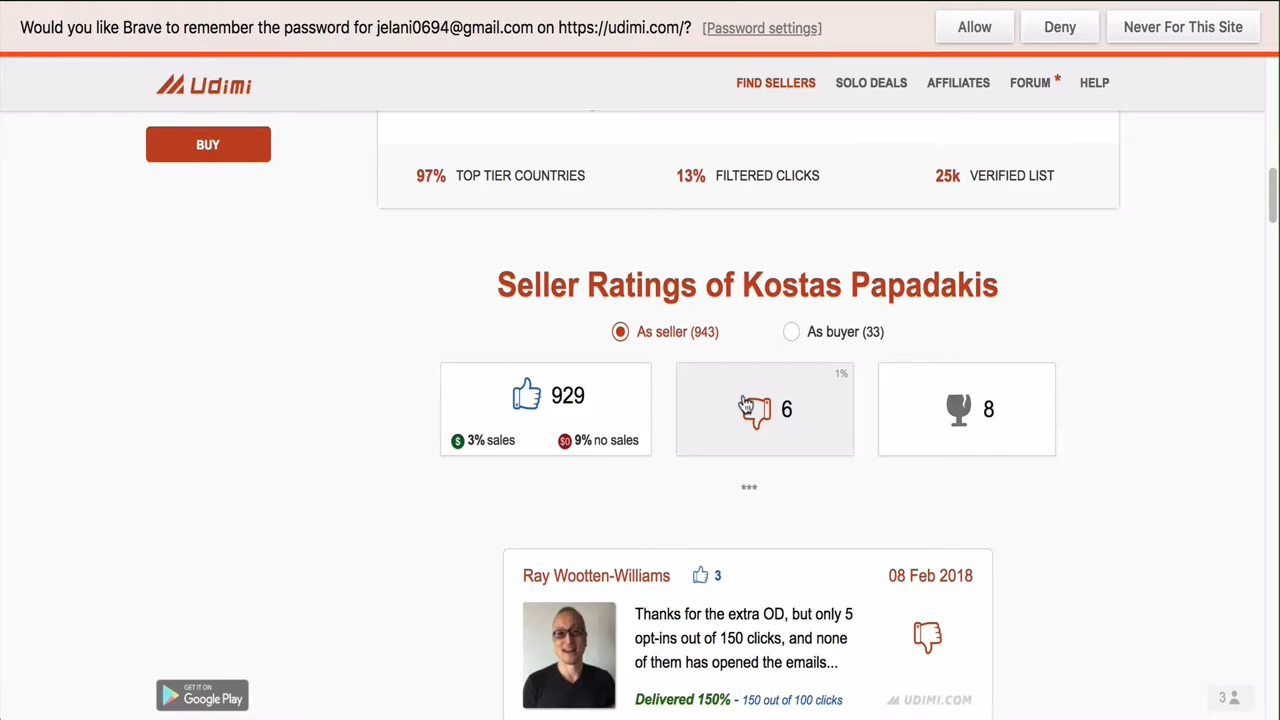 Would you like Brave to remember the password for jelani0694@gmail.com on https://udimi.com/? [Password settings] Allow Deny Never For This Site
Udimi FIND SELLERS SOLO DEALS AFFILIATES FORUM * HELP
BUY
97% TOP TIER COUNTRIES 13% FILTERED CLICKS 25k VERIFIED LIST
Seller Ratings of Kostas Papadakis
As seller (943) As buyer (33)
929
$ 3% sales $0 9% no sales
1%
6
8
***
Ray Wootten-Williams 3 08 Feb 2018
Thanks for the extra OD, but only 5
opt-ins out of 150 clicks, and none
of them has opened the emails...
Delivered 150% - 150 out of 100 clicks
UDIMI.COM
GET IT ON
Google Play
3